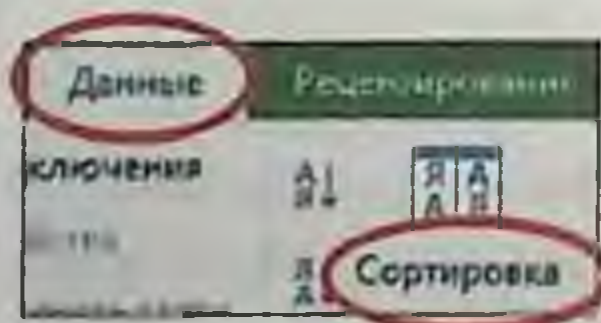 Данные Рецензирование
ключения А↓ Я А
Я А Я
Я Сортировка
А